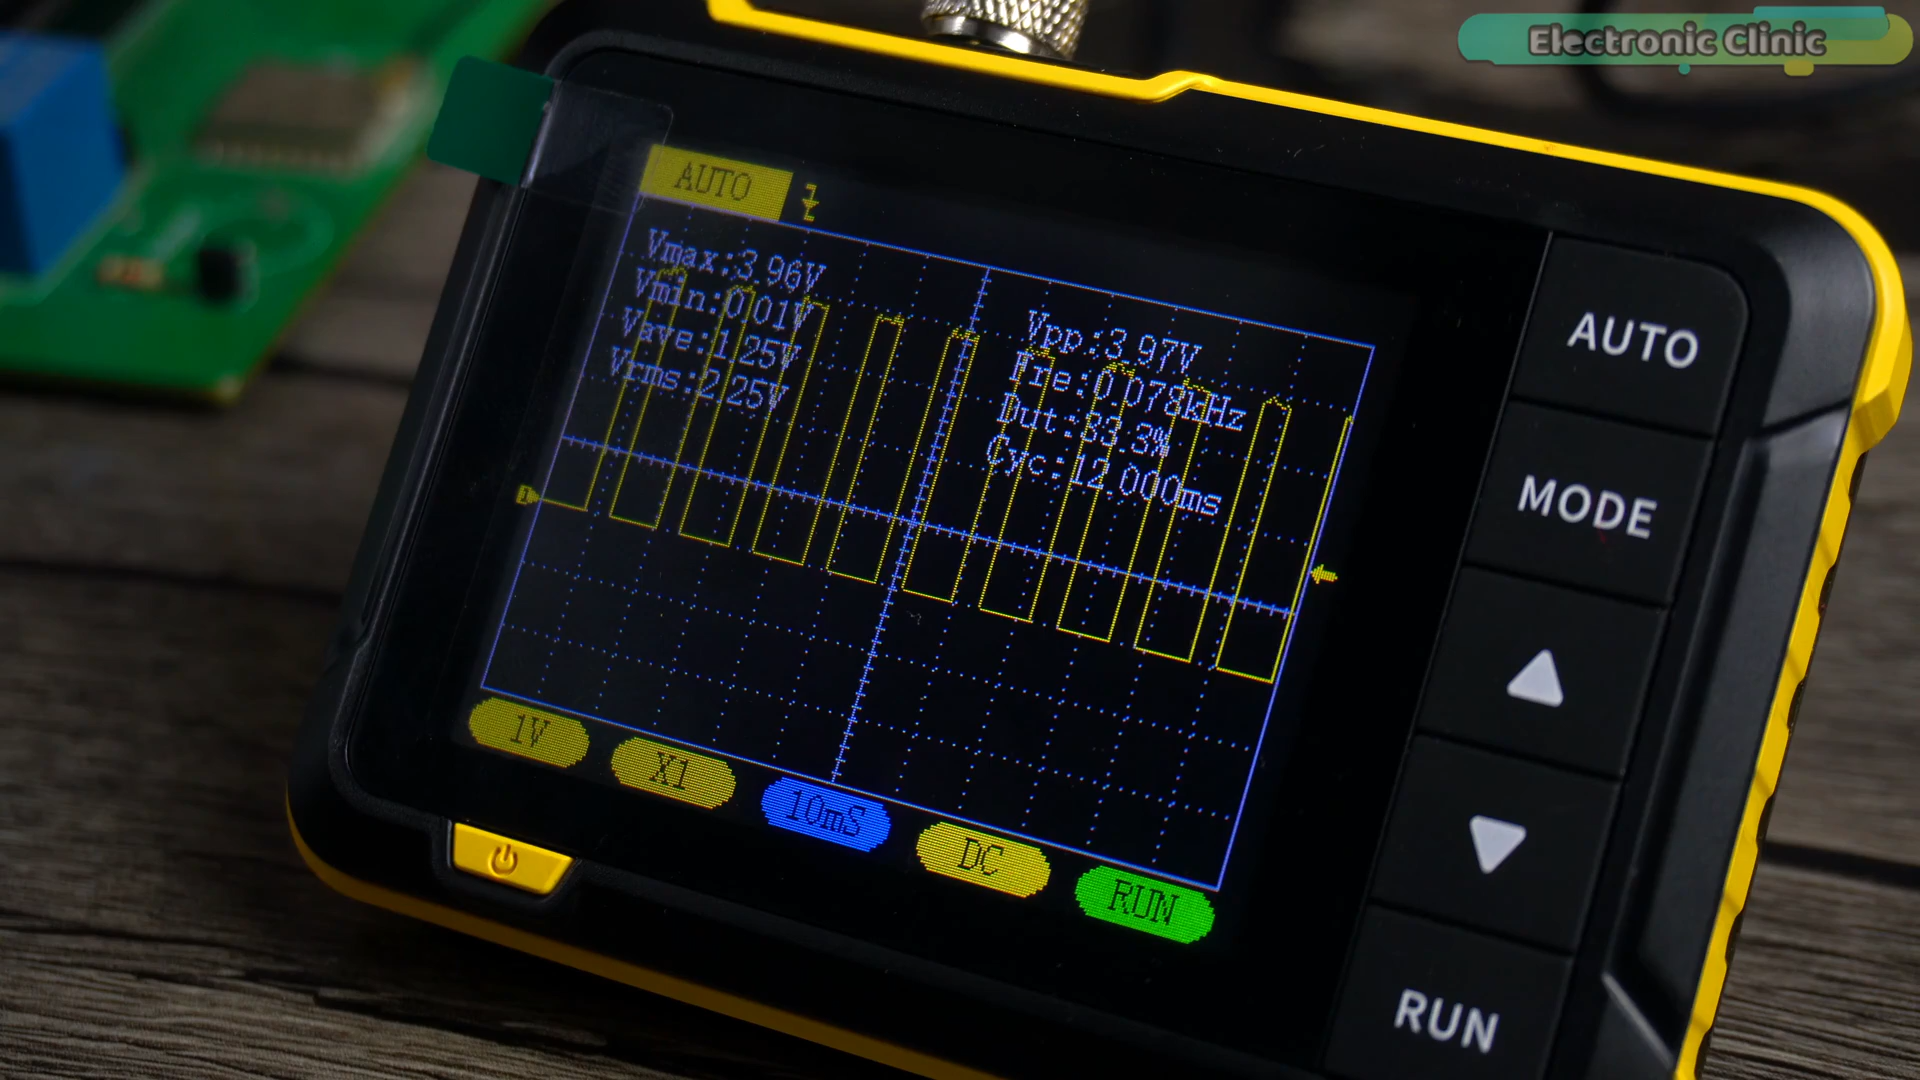 Electronic Clinic
AUTO
Vmax:3.96V
Vmin:0.01V
Vave:1.25V
Vrms:2.25V
Vpp:3.97V
Fre:0.078kHz
Dut:33.3%
Cyc:12.000ms
1
1V
X1
10mS
DC
RUN
AUTO
MODE
RUN